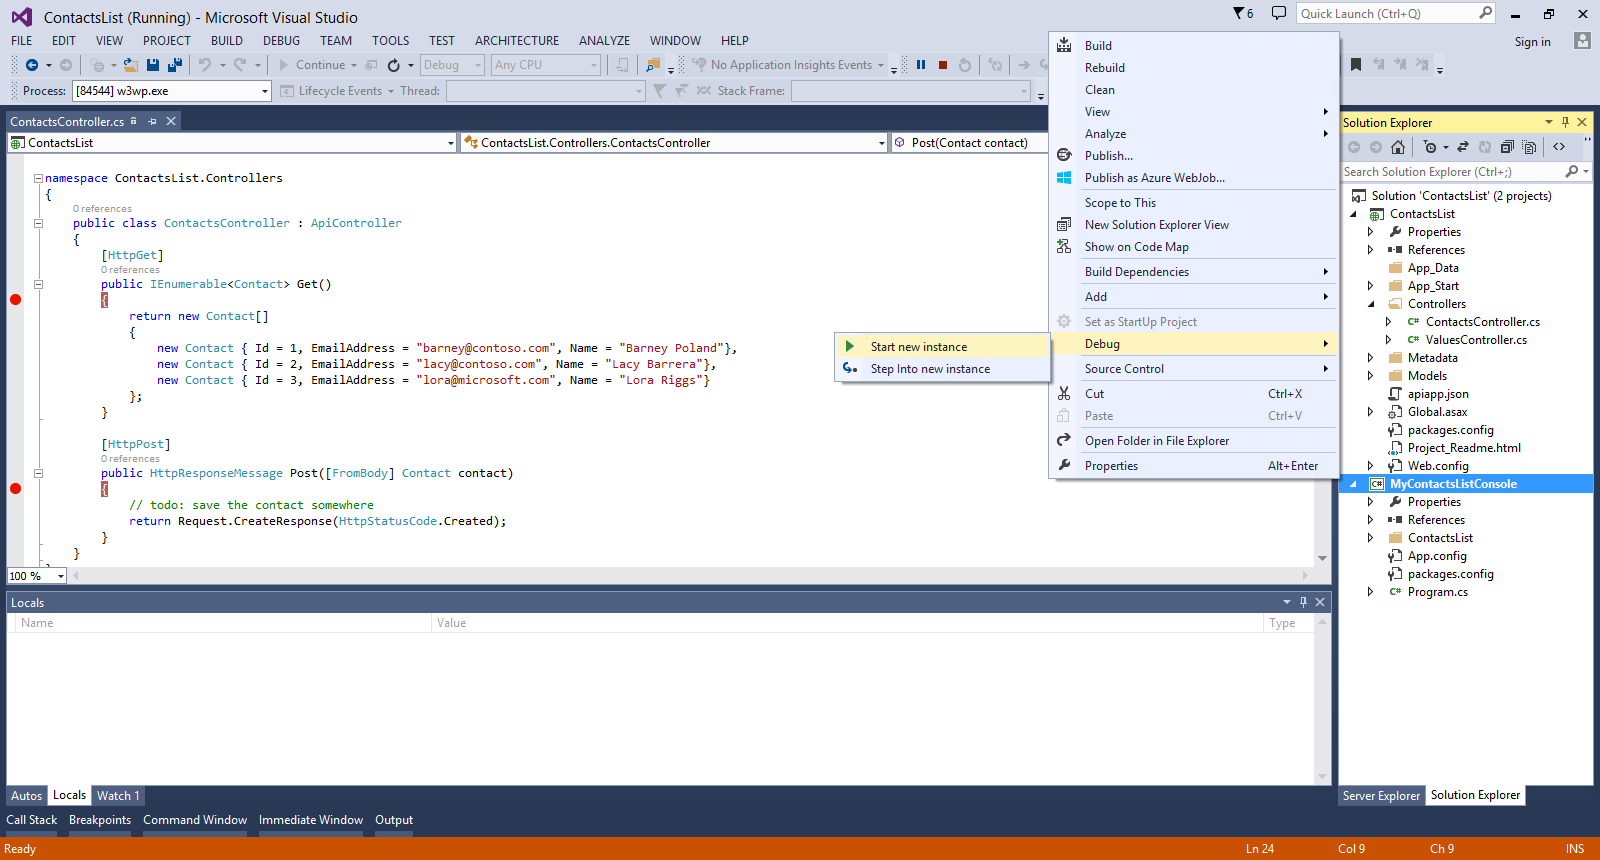 ContactsList (Running) - Microsoft Visual Studio
6
Quick Launch (Ctrl+Q)
FILE EDIT VIEW PROJECT BUILD DEBUG TEAM TOOLS TEST ARCHITECTURE ANALYZE WINDOW HELP
Sign in
Continue Debug Any CPU No Application Insights Events
Process: [84544] w3wp.exe Lifecycle Events Thread: Stack Frame:
ContactsController.cs
ContactsList ContactsList.Controllers.ContactsController Post(Contact contact)
namespace ContactsList.Controllers
{
0 references
public class ContactsController : ApiController
{
[HttpGet]
0 references
public IEnumerable<Contact> Get()
{
return new Contact[]
{
new Contact { Id = 1, EmailAddress = "barney@contoso.com", Name = "Barney Poland"},
new Contact { Id = 2, EmailAddress = "lacy@contoso.com", Name = "Lacy Barrera"},
new Contact { Id = 3, EmailAddress = "lora@microsoft.com", Name = "Lora Riggs"}
};
}
[HttpPost]
0 references
public HttpResponseMessage Post([FromBody] Contact contact)
{
// todo: save the contact somewhere
return Request.CreateResponse(HttpStatusCode.Created);
}
}
100 %
Build
Rebuild
Clean
View
Analyze
Publish...
Publish as Azure WebJob...
Scope to This
New Solution Explorer View
Show on Code Map
Build Dependencies
Add
Set as StartUp Project
Debug
Source Control
Cut Ctrl+X
Paste Ctrl+V
Open Folder in File Explorer
Properties Alt+Enter
Start new instance
Step Into new instance
Solution Explorer
Search Solution Explorer (Ctrl+;)
Solution 'ContactsList' (2 projects)
ContactsList
Properties
References
App_Data
App_Start
Controllers
C# ContactsController.cs
C# ValuesController.cs
Metadata
Models
apiapp.json
Global.asax
packages.config
Project_Readme.html
Web.config
C# MyContactsListConsole
Properties
References
ContactsList
App.config
packages.config
C# Program.cs
Server Explorer Solution Explorer
Locals
Name Value Type
Autos Locals Watch 1
Call Stack Breakpoints Command Window Immediate Window Output
Ready Ln 24 Col 9 Ch 9 INS